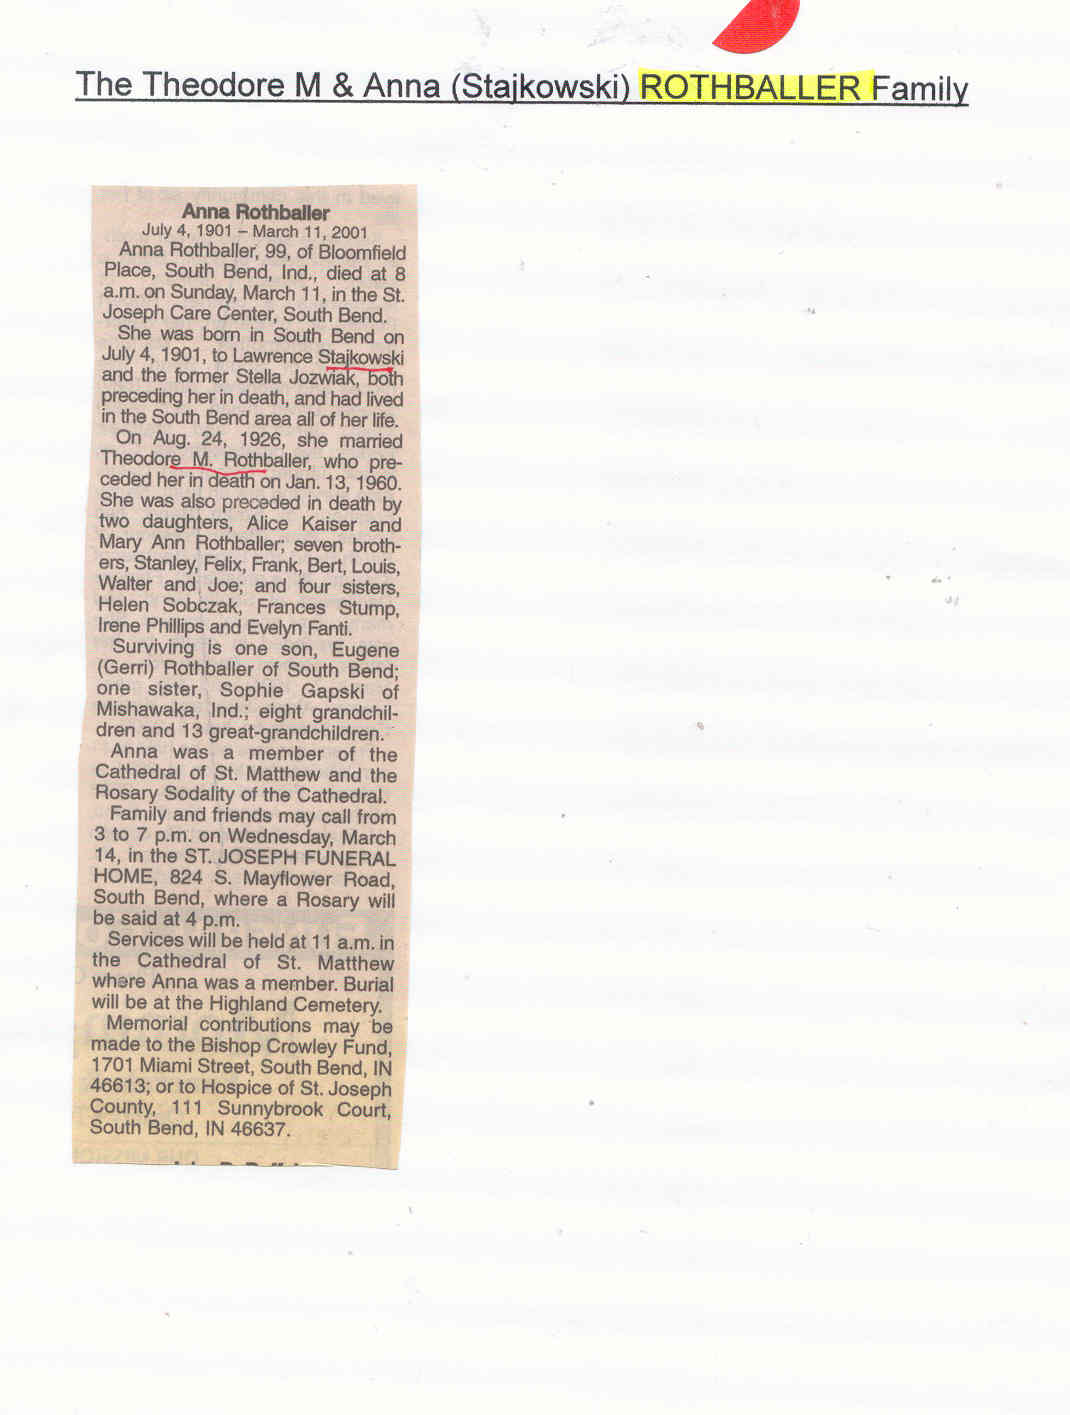 The Theodore M & Anna (Stajkowski) ROTHBALLER Family
Anna Rothballer
July 4, 1901 – March 11, 2001
Anna Rothballer, 99, of Bloomfield
Place, South Bend, Ind., died at 8
a.m. on Sunday, March 11, in the St.
Joseph Care Center, South Bend.
She was born in South Bend on
July 4, 1901, to Lawrence Stajkowski
and the former Stella Jozwiak, both
preceding her in death, and had lived
in the South Bend area all of her life.
On Aug. 24, 1926, she married
Theodore M. Rothballer, who pre-
ceded her in death on Jan. 13, 1960.
She was also preceded in death by
two daughters, Alice Kaiser and
Mary Ann Rothballer; seven broth-
ers, Stanley, Felix, Frank, Bert, Louis,
Walter and Joe; and four sisters,
Helen Sobczak, Frances Stump,
Irene Phillips and Evelyn Fanti.
Surviving is one son, Eugene
(Gerri) Rothballer of South Bend;
one sister, Sophie Gapski of
Mishawaka, Ind.; eight grandchil-
dren and 13 great-grandchildren.
Anna was a member of the
Cathedral of St. Matthew and the
Rosary Sodality of the Cathedral.
Family and friends may call from
3 to 7 p.m. on Wednesday, March
14, in the ST. JOSEPH FUNERAL
HOME, 824 S. Mayflower Road,
South Bend, where a Rosary will
be said at 4 p.m.
Services will be held at 11 a.m. in
the Cathedral of St. Matthew
where Anna was a member. Burial
will be at the Highland Cemetery.
Memorial contributions may be
made to the Bishop Crowley Fund,
1701 Miami Street, South Bend, IN
46613; or to Hospice of St. Joseph
County, 111 Sunnybrook Court,
South Bend, IN 46637.